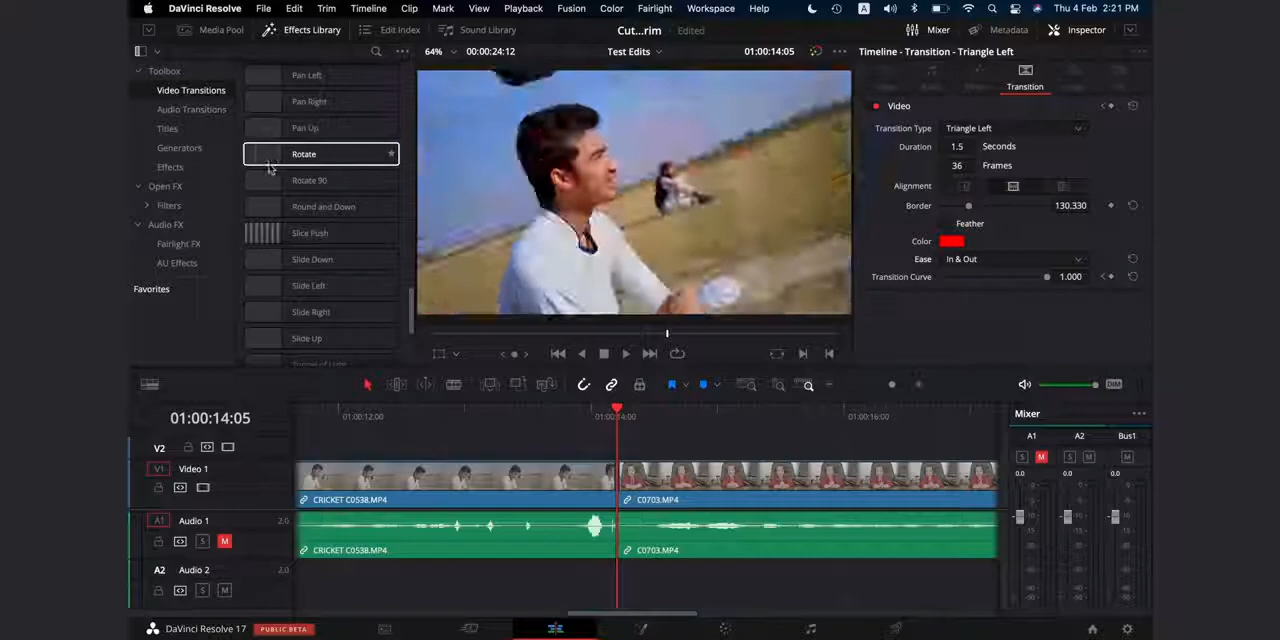 DaVinci Resolve File Edit Trim Timeline Clip Mark View Playback Fusion Color Fairlight Workspace Help A Thu 4 Feb 2:21 PM
Media Pool Effects Library Edit Index Sound Library Cut...rim Edited Mixer Metadata Inspector
64% 00:00:24:12 Test Edits 01:00:14:05 Timeline - Transition - Triangle Left
Toolbox
Video Transitions
Audio Transitions
Titles
Generators
Effects
Open FX
Filters
Audio FX
Fairlight FX
AU Effects
Favorites
Pan Left
Pan Right
Pan Up
Rotate
Rotate 90
Round and Down
Slice Push
Slide Down
Slide Left
Slide Right
Slide Up
Transition
Video
Transition Type Triangle Left
Duration 1.5 Seconds
36 Frames
Alignment
Border 130.330
Feather
Color
Ease In & Out
Transition Curve 1.000
DIM
01:00:14:05
01:00:12:00 01:00:14:00 01:00:16:00
V2
V1 Video 1
CRICKET C0538.MP4 C0703.MP4
A1 Audio 1 2.0
S M
CRICKET C0538.MP4 C0703.MP4
A2 Audio 2 2.0
S M
Mixer
A1 A2 Bus1
S M S M M
0.0 0.0 0.0
DaVinci Resolve 17 PUBLIC BETA